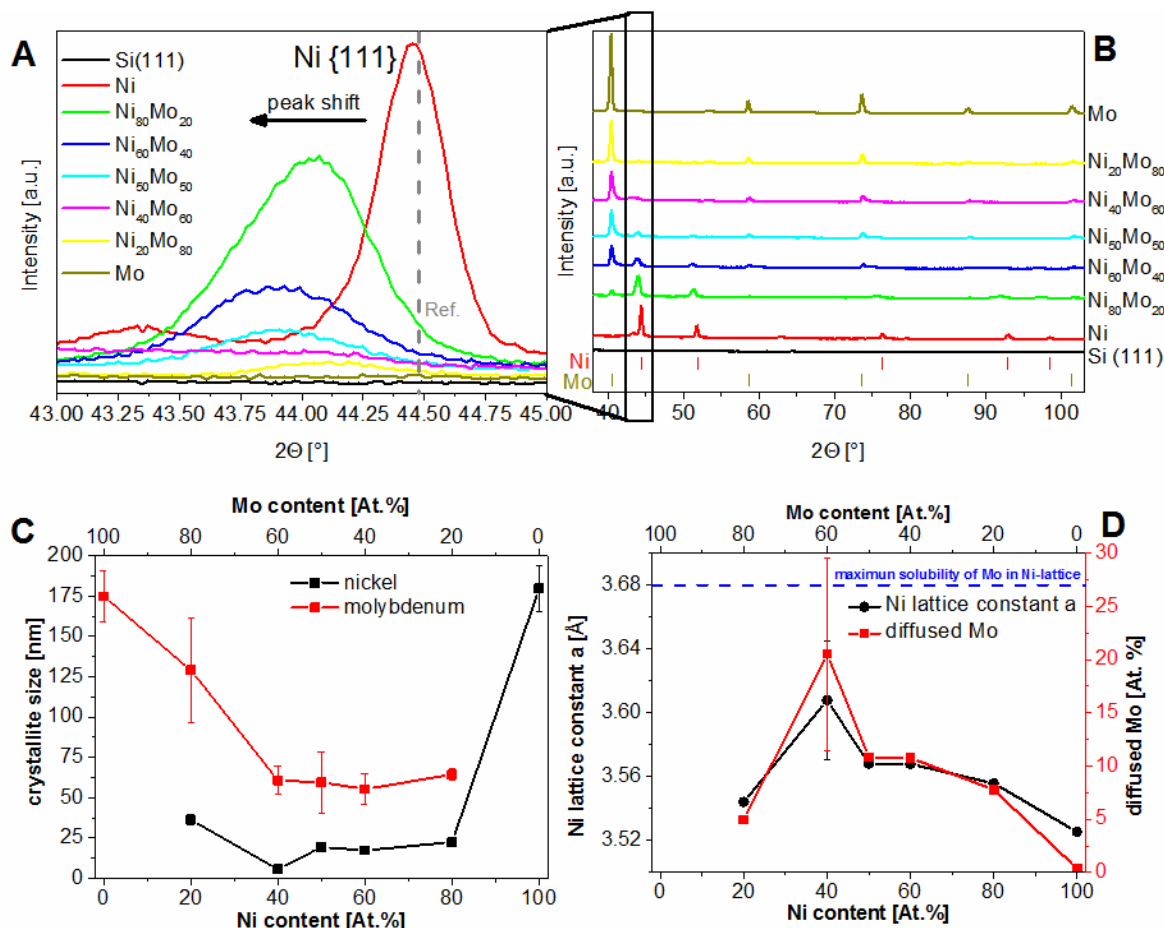 A
Ni {111}
peak shift
Si(111)
Ni
Ni80Mo20
Ni60Mo40
Ni50Mo50
Ni40Mo60
Ni20Mo80
Mo
Ref.
Intensity [a.u.]
43.00 43.75 44.00 44.25 44.50 44.75 45.00
2Θ [°]
B
Mo
Ni20Mo80
Ni40Mo60
Ni50Mo50
Ni60Mo40
Ni80Mo20
Ni
Si (111)
Ni
Mo
Intensity [a.u.]
40 50 60 70 80 90 100
2Θ [°]
C
Mo content [At.%]
100 80 60 40 20 0
nickel
molybdenum
crystallite size [nm]
200
175
150
125
100
75
50
25
0
0 20 40 60 80 100
Ni content [At.%]
D
Mo content [At.%]
100 80 60 40 20 0
maximun solubility of Mo in Ni-lattice
Ni lattice constant a
diffused Mo
Ni lattice constant a [Å]
3.68
3.64
3.60
3.56
3.52
diffused Mo [At. %]
30
25
20
15
10
5
0
0 20 40 60 80 100
Ni content [At.%]